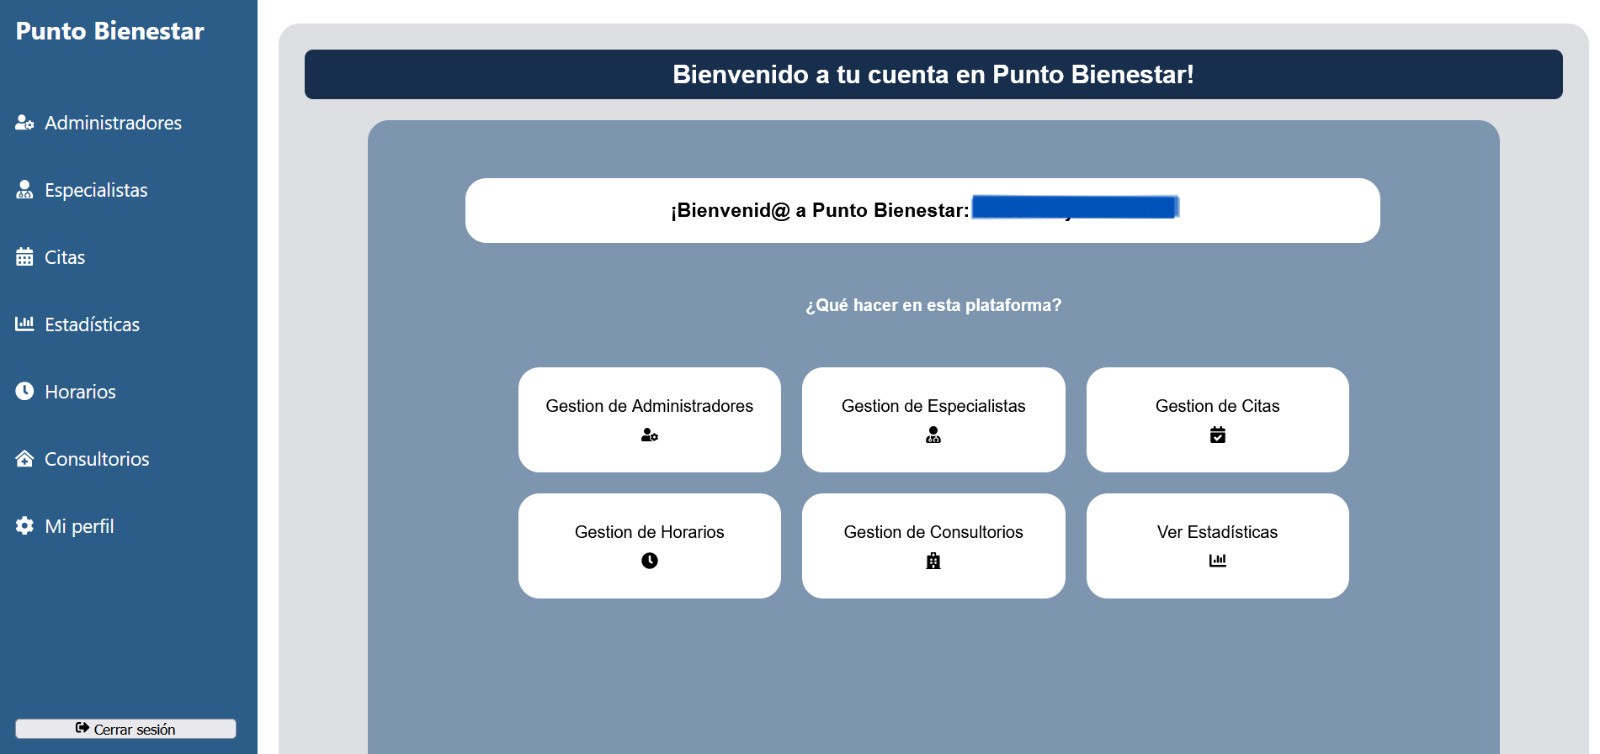 Punto Bienestar
Administradores
Especialistas
Citas
Estadísticas
Horarios
Consultorios
Mi perfil
Cerrar sesión
Bienvenido a tu cuenta en Punto Bienestar!
¡Bienvenid@ a Punto Bienestar:
¿Qué hacer en esta plataforma?
Gestion de Administradores
Gestion de Especialistas
Gestion de Citas
Gestion de Horarios
Gestion de Consultorios
Ver Estadísticas